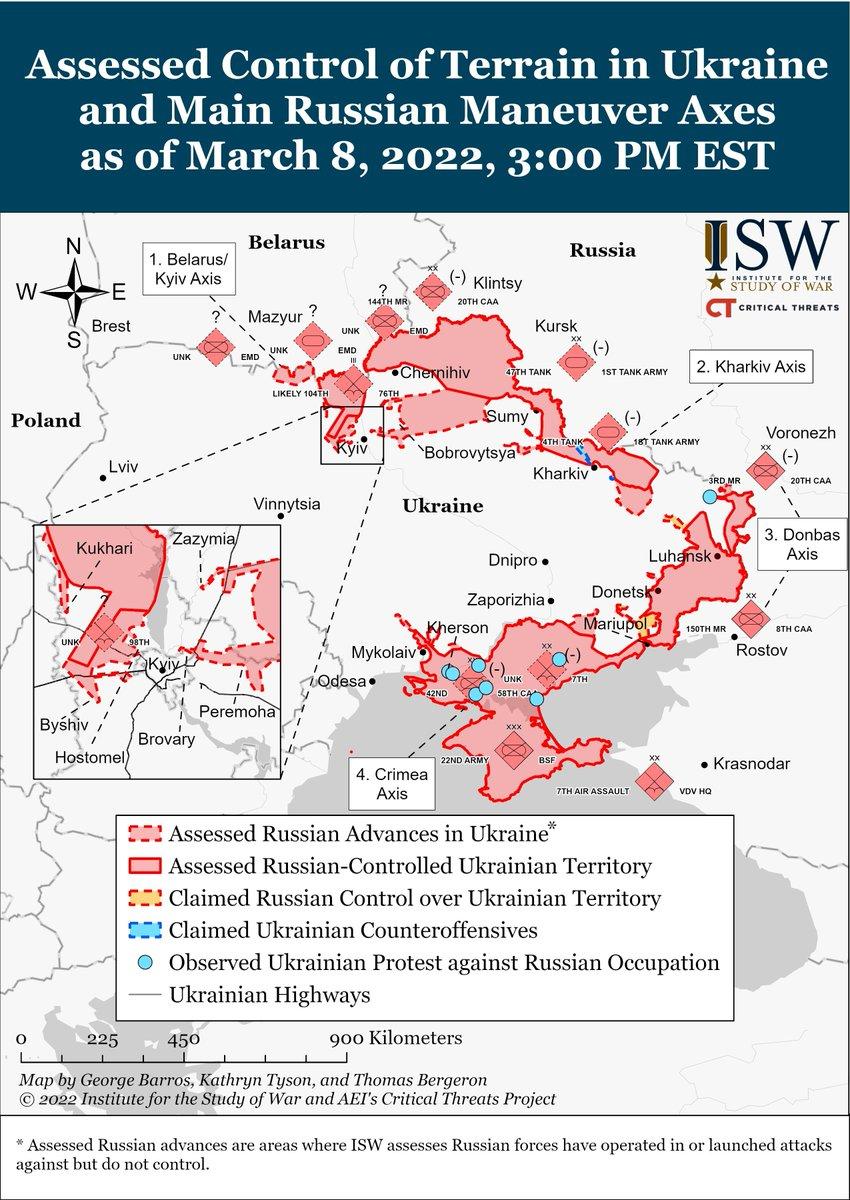 Assessed Control of Terrain in Ukraine
and Main Russian Maneuver Axes
as of March 8, 2022, 3:00 PM EST
N
W
E
S
Belarus
Russia
Poland
Ukraine
1. Belarus/
Kyiv Axis
ISW
INSTITUTE FOR THE
STUDY OF WAR
CT CRITICAL THREATS
Brest
Mazyur
?
?
?
xx
(-)
Klintsy
144TH MR
20TH CAA
UNK
EMD
UNK
EMD
UNK
EMD
III
LIKELY 104TH
76TH
Chernihiv
Kursk
xx
(-)
47TH TANK
1ST TANK ARMY
2. Kharkiv Axis
(-)
Sumy
4TH TANK
1ST TANK ARMY
Kyiv
Bobrovytsya
Kharkiv
Voronezh
xx
(-)
3RD MR
20TH CAA
Lviv
Vinnytsia
3. Donbas
Axis
Luhansk
Dnipro
Donetsk
Zaporizhia
Mariupol
xx
150TH MR
8TH CAA
Rostov
Kherson
Mykolaiv
Odesa
xx
(-)
42ND
UNK
58TH CAA
xx
(-)
7TH
xxx
22ND ARMY
BSF
4. Crimea
Axis
xx
7TH AIR ASSAULT
VDV HQ
Krasnodar
Kukhari
Zazymia
?
UNK
98TH
Kyiv
Byshiv
Peremoha
Brovary
Hostomel
Assessed Russian Advances in Ukraine*
Assessed Russian-Controlled Ukrainian Territory
Claimed Russian Control over Ukrainian Territory
Claimed Ukrainian Counteroffensives
Observed Ukrainian Protest against Russian Occupation
Ukrainian Highways
0 225 450 900 Kilometers
Map by George Barros, Kathryn Tyson, and Thomas Bergeron
© 2022 Institute for the Study of War and AEI's Critical Threats Project
* Assessed Russian advances are areas where ISW assesses Russian forces have operated in or launched attacks
against but do not control.